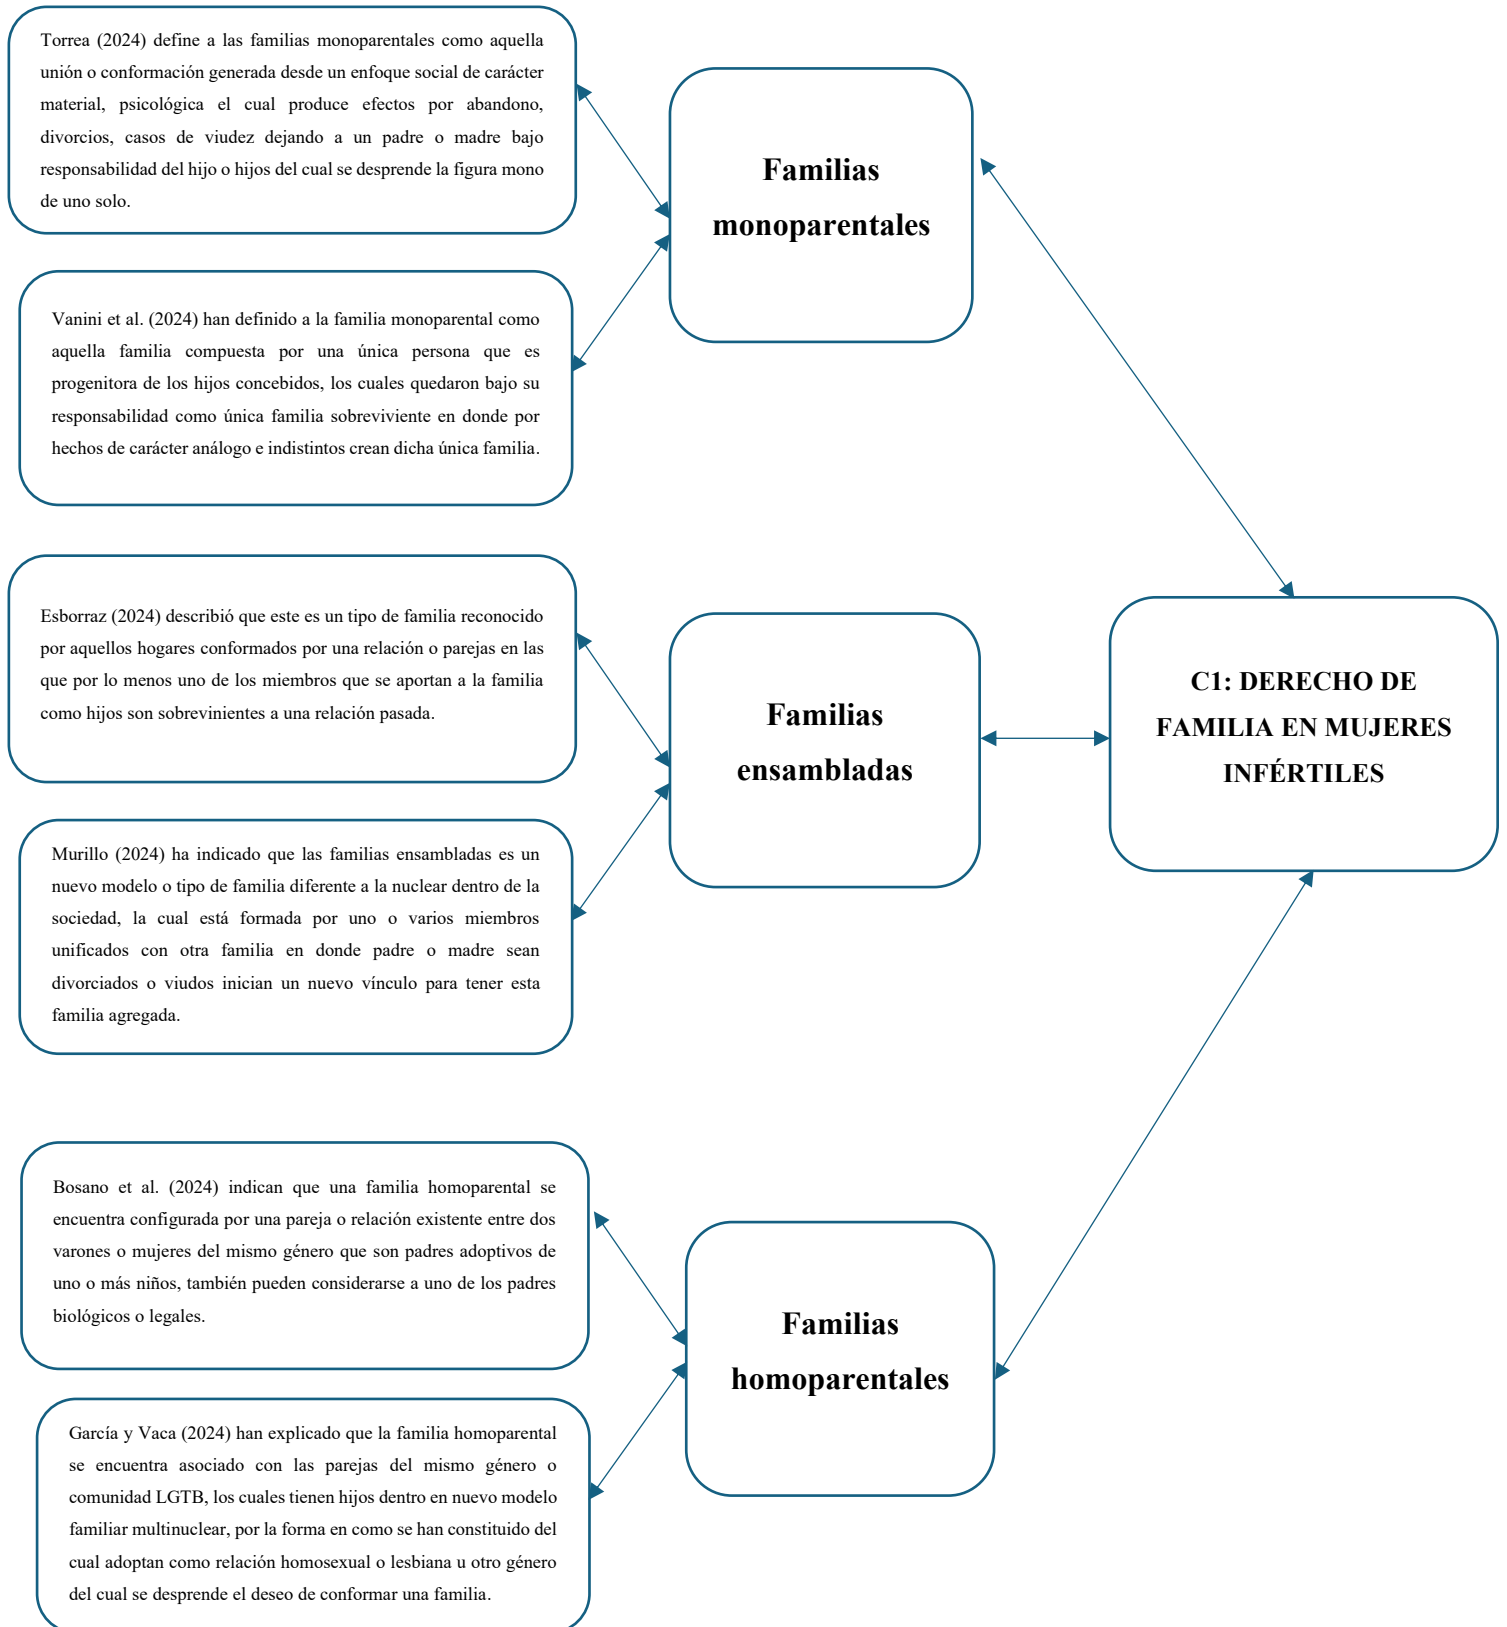 Torrea (2024) define a las familias monoparentales como aquella
unión o conformación generada desde un enfoque social de carácter
material, psicológica el cual produce efectos por abandono,
divorcios, casos de viudez dejando a un padre o madre bajo
responsabilidad del hijo o hijos del cual se desprende la figura mono
de uno solo.
Familias
monoparentales
Vanini et al. (2024) han definido a la familia monoparental como
aquella familia compuesta por una única persona que es
progenitora de los hijos concebidos, los cuales quedaron bajo su
responsabilidad como única familia sobreviviente en donde por
hechos de carácter análogo e indistintos crean dicha única familia.
Esborraz (2024) describió que este es un tipo de familia reconocido
por aquellos hogares conformados por una relación o parejas en las
que por lo menos uno de los miembros que se aportan a la familia
como hijos son sobrevinientes a una relación pasada.
Familias
ensambladas
C1: DERECHO DE
FAMILIA EN MUJERES
INFÉRTILES
Murillo (2024) ha indicado que las familias ensambladas es un
nuevo modelo o tipo de familia diferente a la nuclear dentro de la
sociedad, la cual está formada por uno o varios miembros
unificados con otra familia en donde padre o madre sean
divorciados o viudos inician un nuevo vínculo para tener esta
familia agregada.
Bosano et al. (2024) indican que una familia homoparental se
encuentra configurada por una pareja o relación existente entre dos
varones o mujeres del mismo género que son padres adoptivos de
uno o más niños, también pueden considerarse a uno de los padres
biológicos o legales.
Familias
homoparentales
García y Vaca (2024) han explicado que la familia homoparental
se encuentra asociado con las parejas del mismo género o
comunidad LGTB, los cuales tienen hijos dentro en nuevo modelo
familiar multinuclear, por la forma en como se han constituido del
cual adoptan como relación homosexual o lesbiana u otro género
del cual se desprende el deseo de conformar una familia.